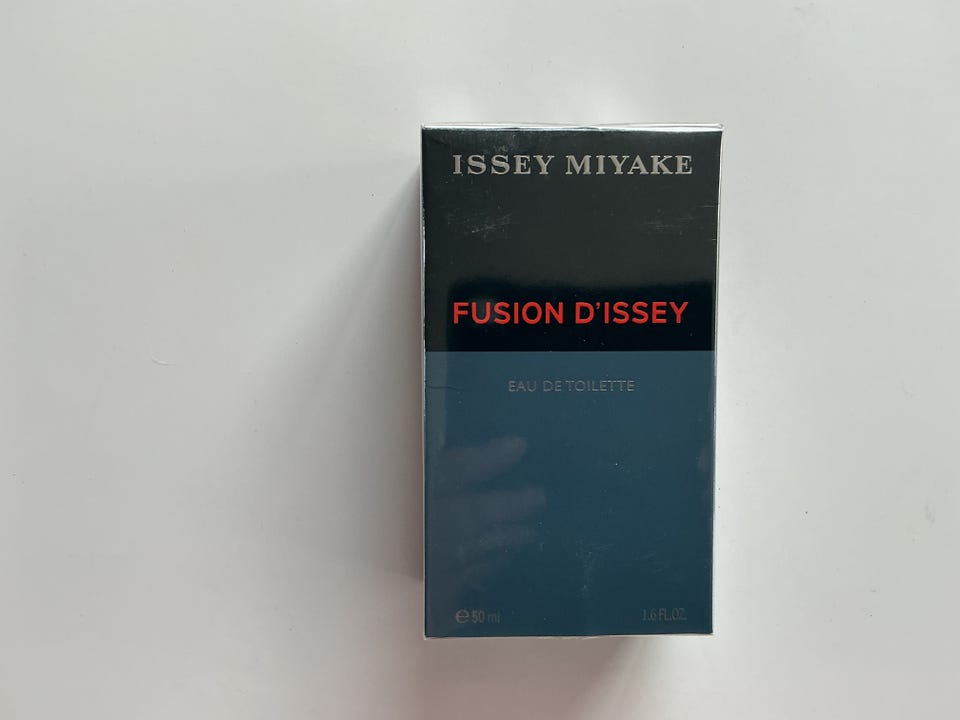 ISSEY MIYAKE
FUSION D'ISSEY
EAU DE TOILETTE
℮ 50 ml 1.6 FL.OZ.